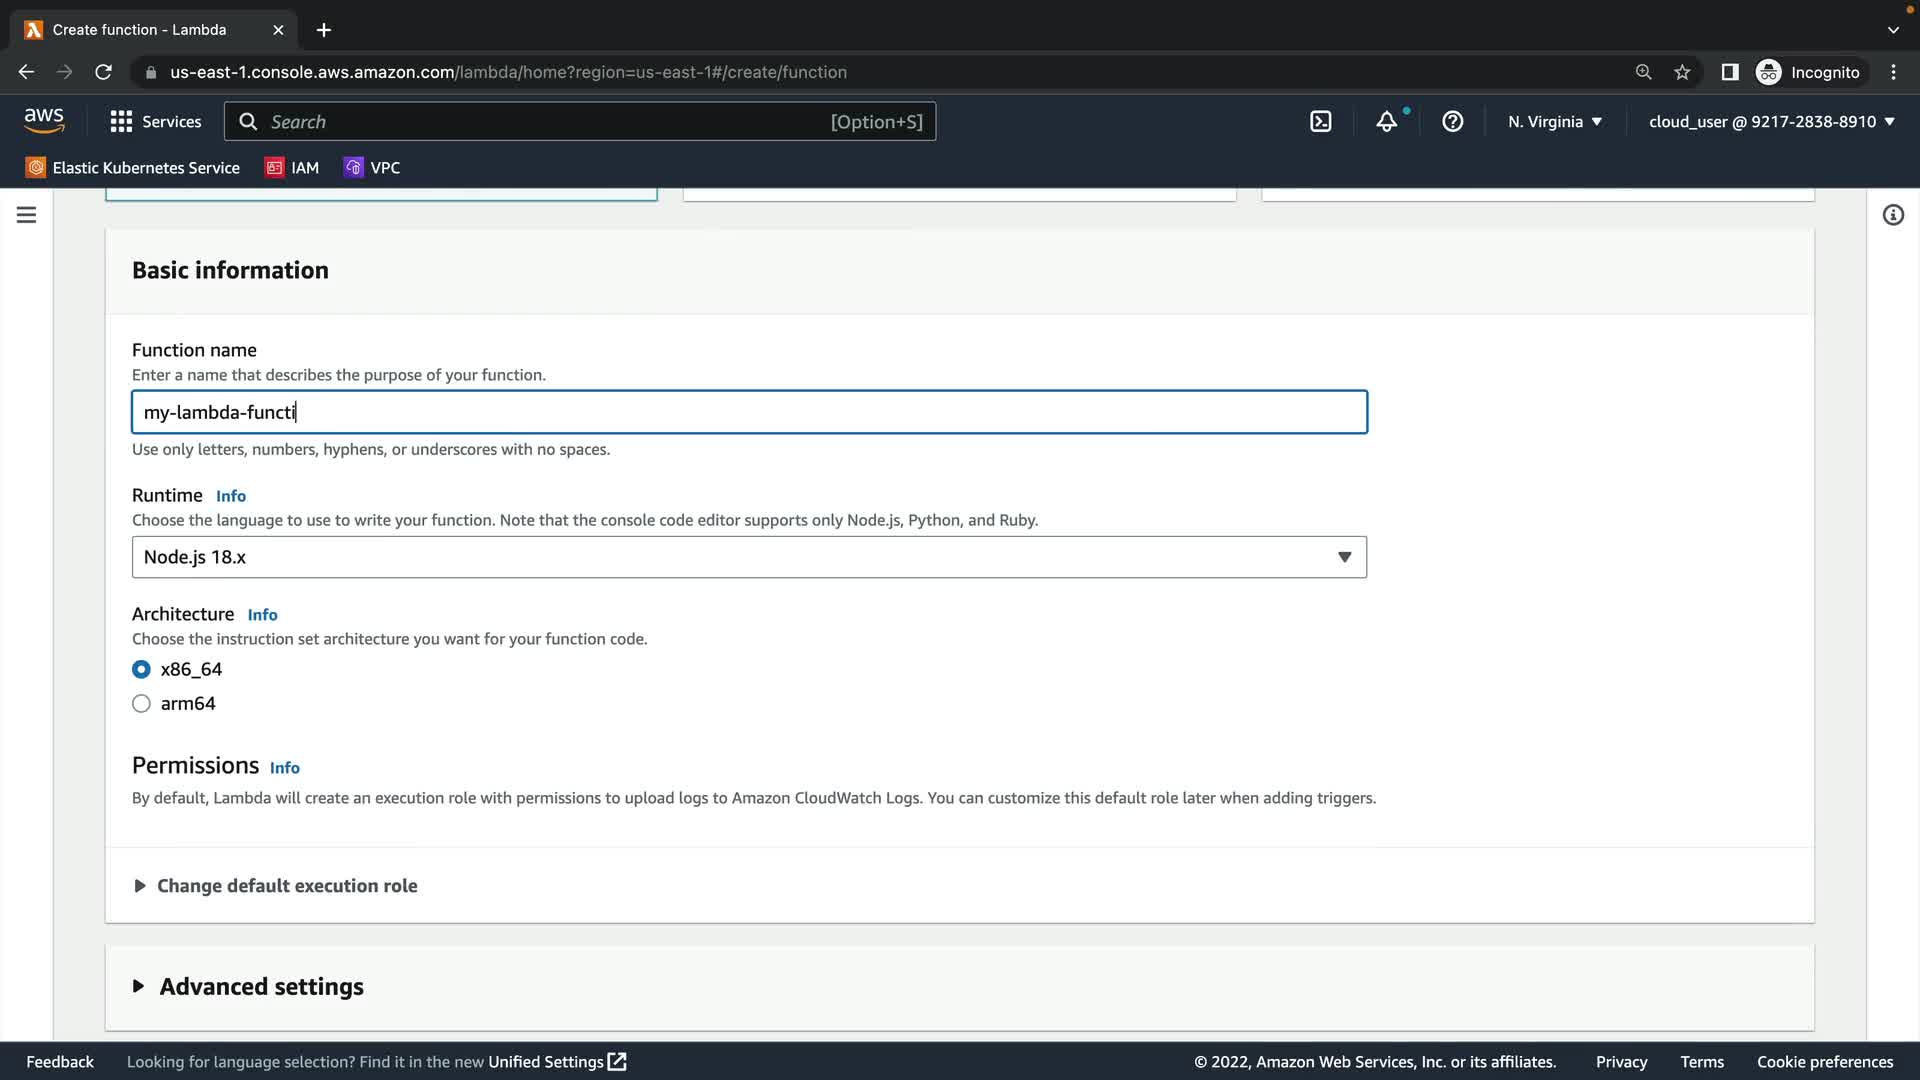 Create function - Lambda
us-east-1.console.aws.amazon.com/lambda/home?region=us-east-1#/create/function
Incognito
aws
Services
Search
[Option+S]
N. Virginia
cloud_user @ 9217-2838-8910
Elastic Kubernetes Service
IAM
VPC
Basic information
Function name
Enter a name that describes the purpose of your function.
my-lambda-functi
Use only letters, numbers, hyphens, or underscores with no spaces.
Runtime Info
Choose the language to use to write your function. Note that the console code editor supports only Node.js, Python, and Ruby.
Node.js 18.x
Architecture Info
Choose the instruction set architecture you want for your function code.
x86_64
arm64
Permissions Info
By default, Lambda will create an execution role with permissions to upload logs to Amazon CloudWatch Logs. You can customize this default role later when adding triggers.
Change default execution role
Advanced settings
Feedback
Looking for language selection? Find it in the new Unified Settings
© 2022, Amazon Web Services, Inc. or its affiliates.
Privacy
Terms
Cookie preferences